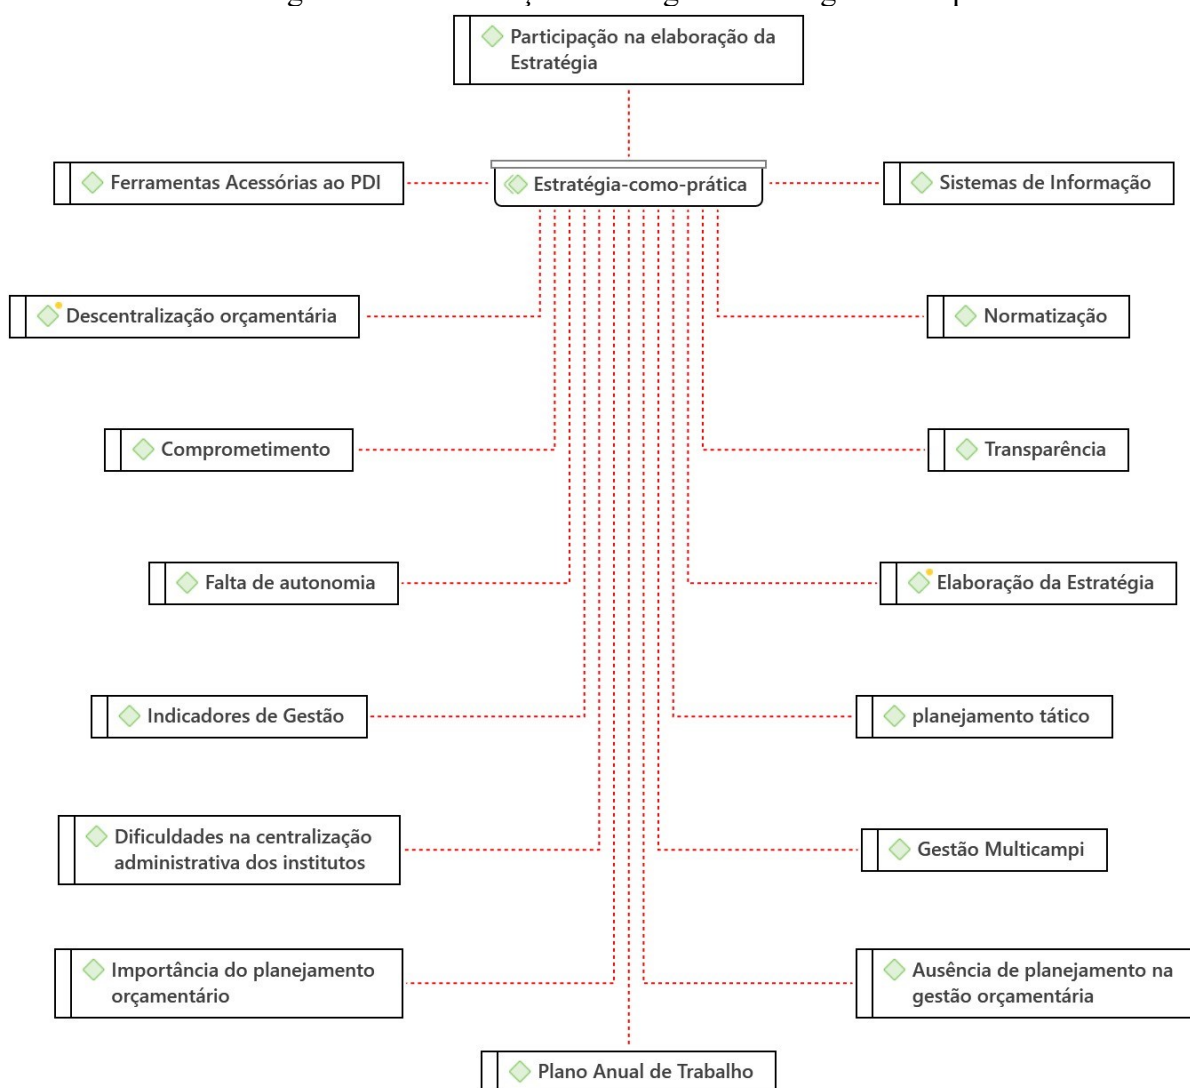 Participação na elaboração da
Estratégia
Ferramentas Acessórias ao PDI
Estratégia-como-prática
Sistemas de Informação
Descentralização orçamentária
Normatização
Comprometimento
Transparência
Falta de autonomia
Elaboração da Estratégia
Indicadores de Gestão
planejamento tático
Dificuldades na centralização
administrativa dos institutos
Gestão Multicampi
Importância do planejamento
orçamentário
Ausência de planejamento na
gestão orçamentária
Plano Anual de Trabalho